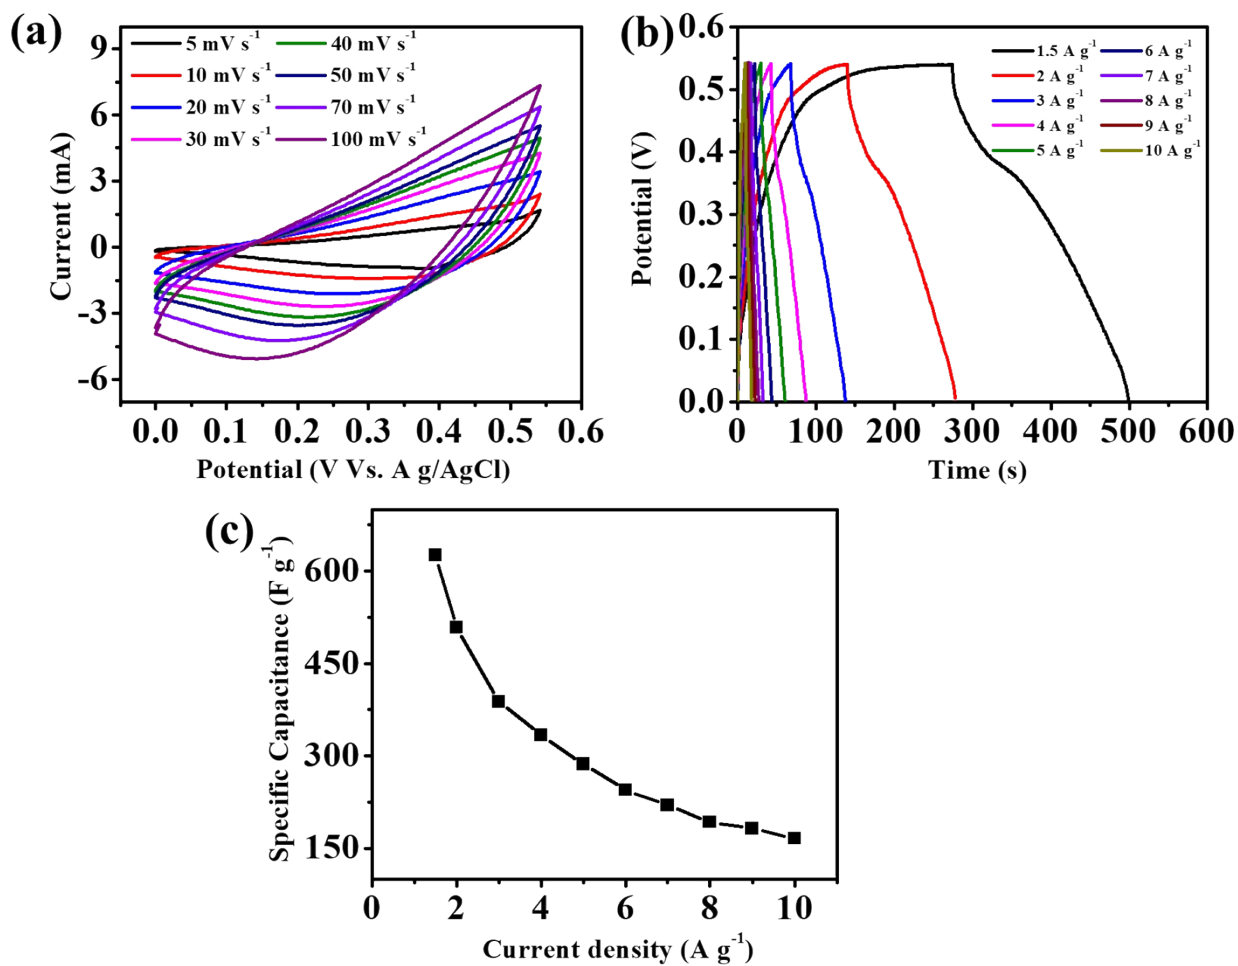 (a)
5 mV s⁻¹
40 mV s⁻¹
10 mV s⁻¹
50 mV s⁻¹
20 mV s⁻¹
70 mV s⁻¹
30 mV s⁻¹
100 mV s⁻¹
Current (mA)
9
6
3
0
-3
-6
0.0 0.1 0.2 0.3 0.4 0.5 0.6
Potential (V Vs. A g/AgCl)
(b)
1.5 A g⁻¹
6 A g⁻¹
2 A g⁻¹
7 A g⁻¹
3 A g⁻¹
8 A g⁻¹
4 A g⁻¹
9 A g⁻¹
5 A g⁻¹
10 A g⁻¹
Potential (V)
0.6
0.5
0.4
0.3
0.2
0.1
0.0
0 100 200 300 400 500 600
Time (s)
(c)
Specific Capacitance (F g⁻¹)
600
450
300
150
0 2 4 6 8 10
Current density (A g⁻¹)